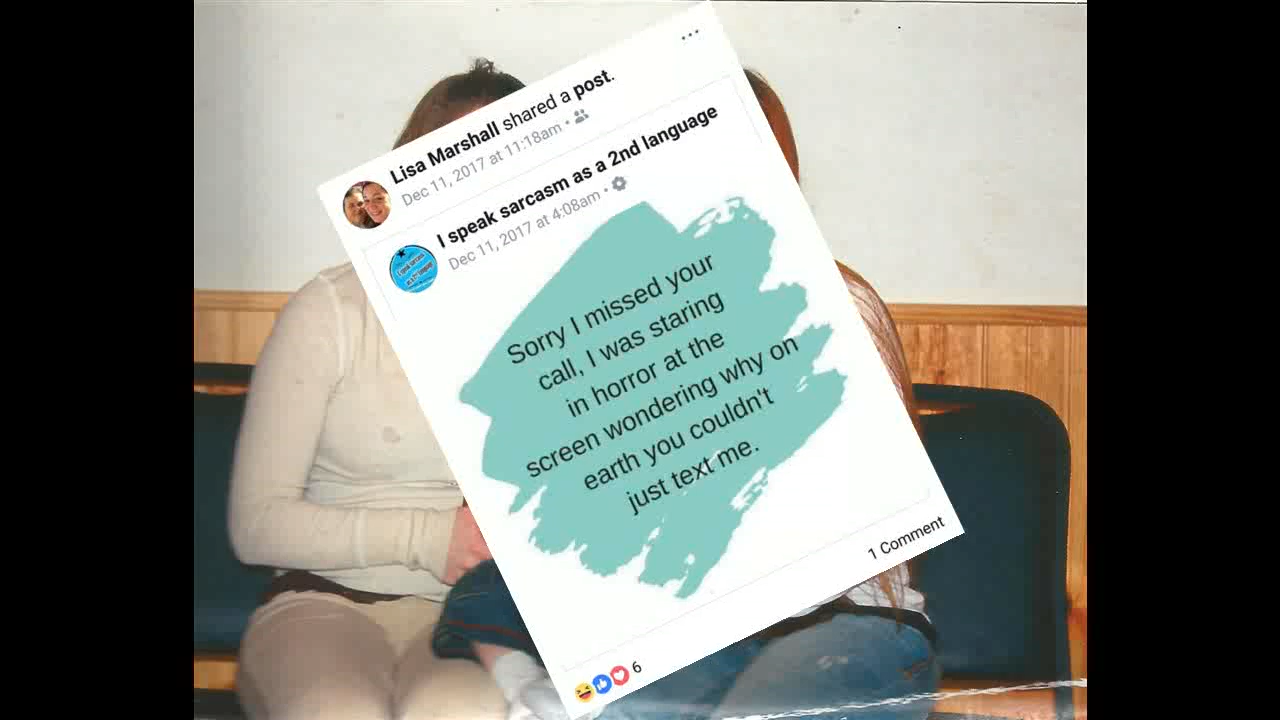 ...
Lisa Marshall shared a post.
Dec 11, 2017 at 11:18am •
I speak sarcasm as a 2nd language
Dec 11, 2017 at 4:08am •
Sorry I missed your
call, I was staring
in horror at the
screen wondering why on
earth you couldn't
just text me.
1 Comment
6